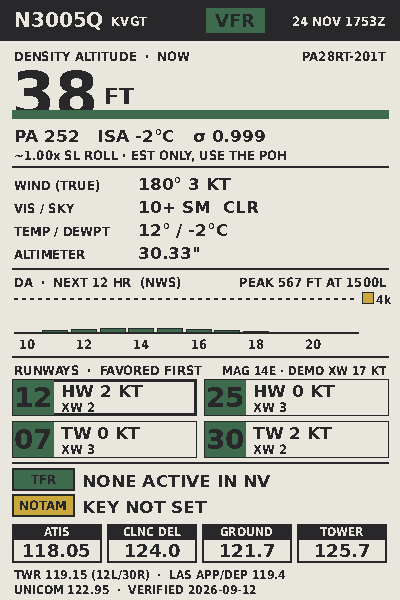 N3005Q KVGT VFR 24 NOV 1753Z
DENSITY ALTITUDE · NOW PA28RT-201T
38 FT
PA 252 ISA -2°C σ 0.999
~1.00x SL ROLL · EST ONLY, USE THE POH
WIND (TRUE) 180° 3 KT
VIS / SKY 10+ SM CLR
TEMP / DEWPT 12° / -2°C
ALTIMETER 30.33"
DA · NEXT 12 HR (NWS) PEAK 567 FT AT 1500L
4k
10 12 14 16 18 20
RUNWAYS · FAVORED FIRST MAG 14E · DEMO XW 17 KT
12 HW 2 KT XW 2
25 HW 0 KT XW 3
07 TW 0 KT XW 3
30 TW 2 KT XW 2
TFR NONE ACTIVE IN NV
NOTAM KEY NOT SET
ATIS CLNC DEL GROUND TOWER
118.05 124.0 121.7 125.7
TWR 119.15 (12L/30R) · LAS APP/DEP 119.4
UNICOM 122.95 · VERIFIED 2026-09-12